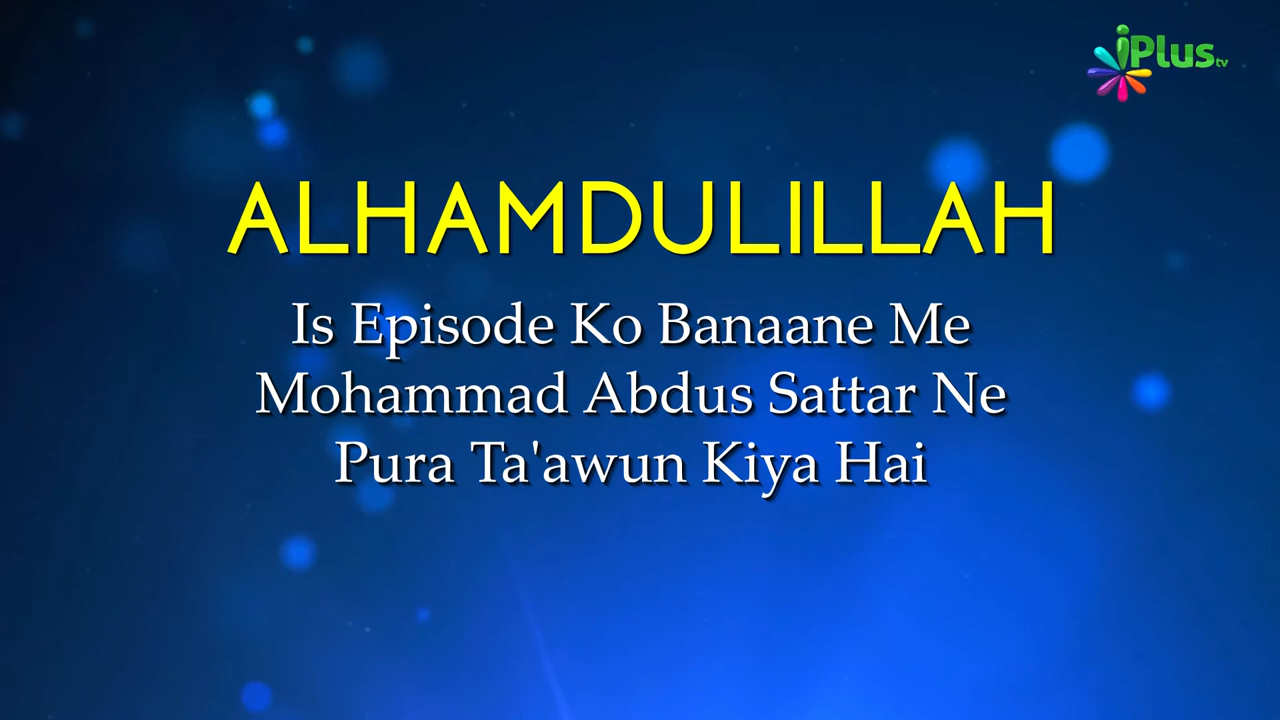 iPlus tv
ALHAMDULILLAH
Is Episode Ko Banaane Me
Mohammad Abdus Sattar Ne
Pura Ta'awun Kiya Hai